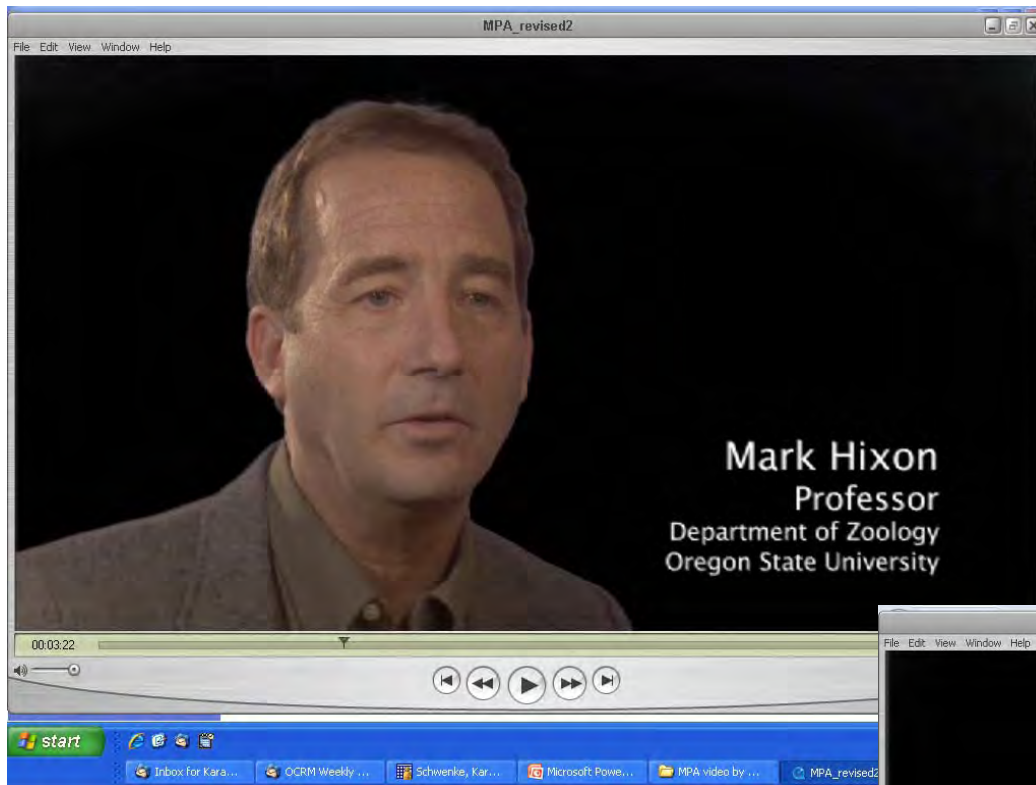 MPA_revised2
File Edit View Window Help
Mark Hixon
Professor
Department of Zoology
Oregon State University
00:03:22
File Edit View Window Help
start
Inbox for Kara...
OCRM Weekly ...
Schwenke, Kar...
Microsoft Powe...
MPA video by ...
MPA_revised2